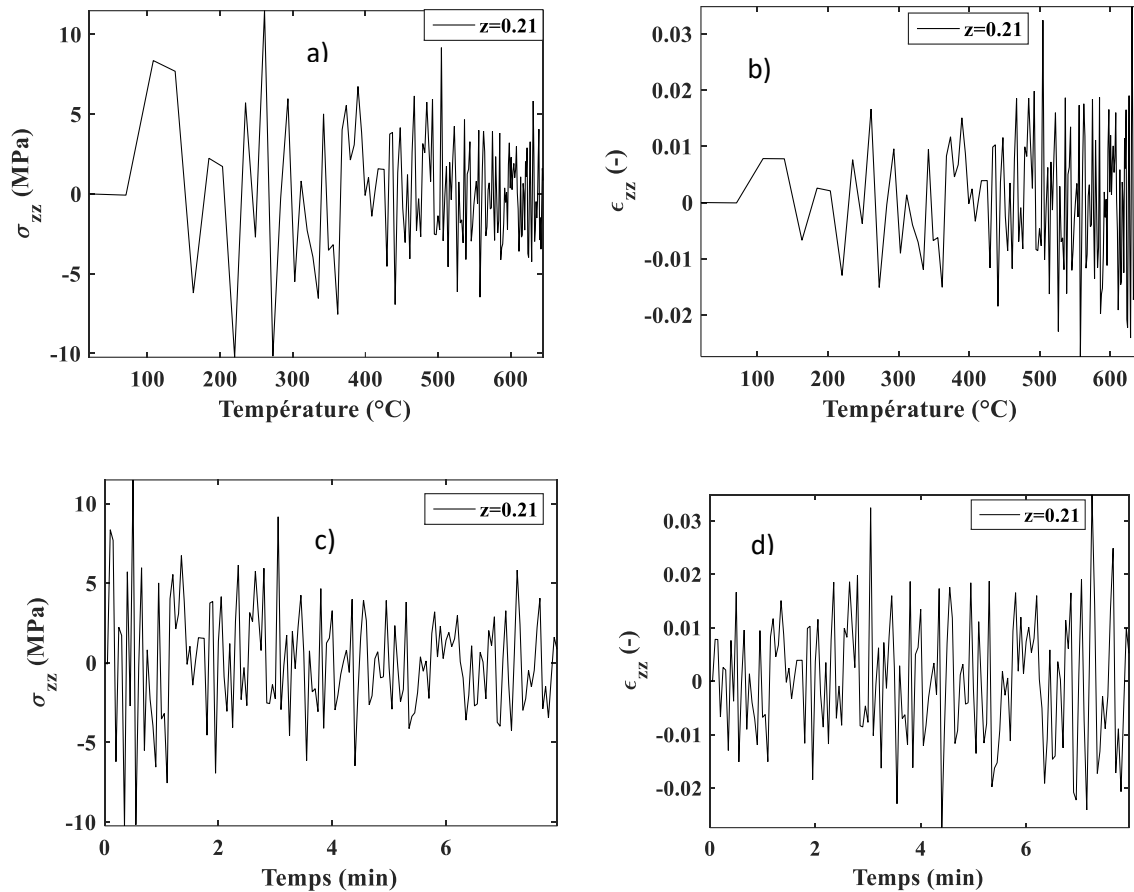 a)
z=0.21
10
5
0
-5
-10
σzz (MPa)
100 200 300 400 500 600
Température (°C)
b)
z=0.21
0.03
0.02
0.01
0
-0.01
-0.02
ϵzz (-)
100 200 300 400 500 600
Température (°C)
c)
z=0.21
10
5
0
-5
-10
σzz (MPa)
0 2 4 6
Temps (min)
d)
z=0.21
0.03
0.02
0.01
0
-0.01
-0.02
ϵzz (-)
0 2 4 6
Temps (min)